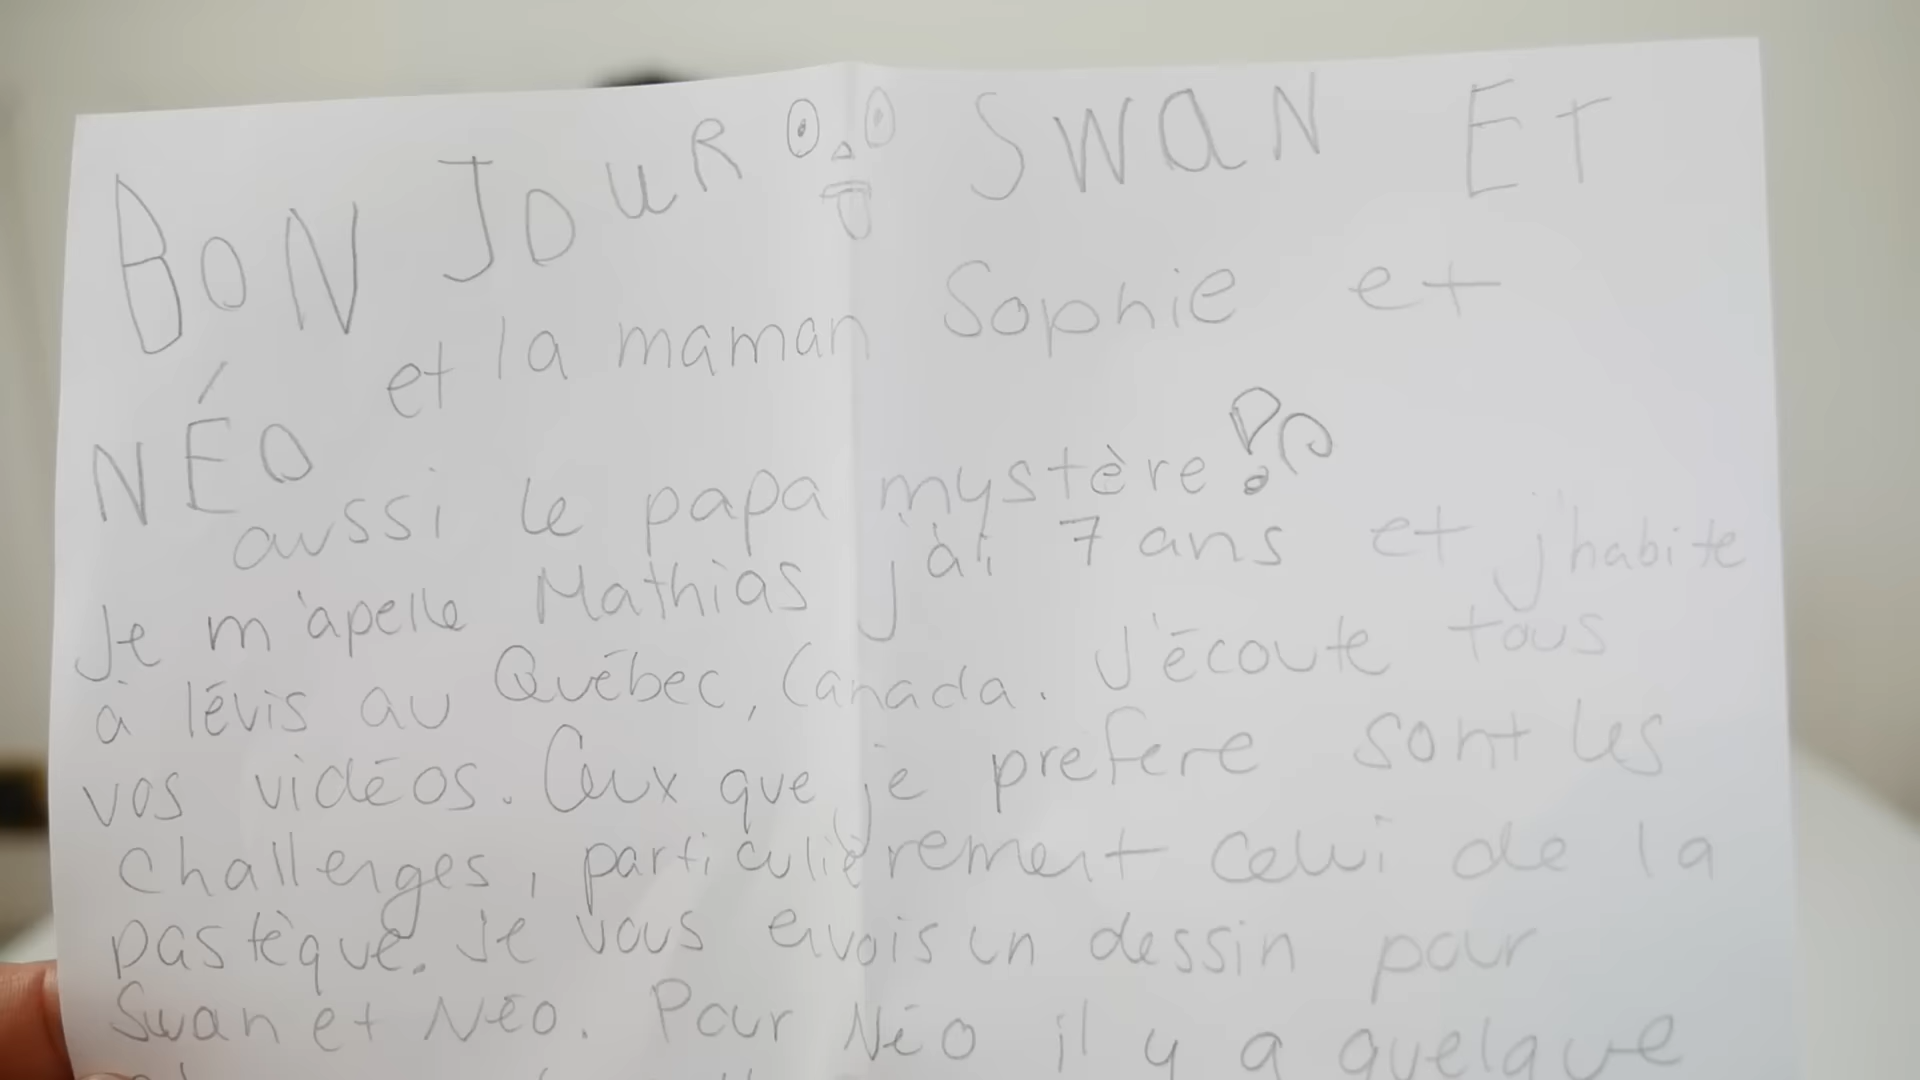 BONJOUR SWAN ET
NÉO et la maman Sophie et
aussi le papa mystère!?
Je m'apelle Mathias j'ai 7 ans et j'habite
à lévis au Québec, Canada. J'écoute tous
vos vidéos. Ceux que je prefere sont les
challenges, particulièrement celui de la
pastèque. Je vous envois un dessin pour
Swan et Néo. Pour Néo il y a quelque